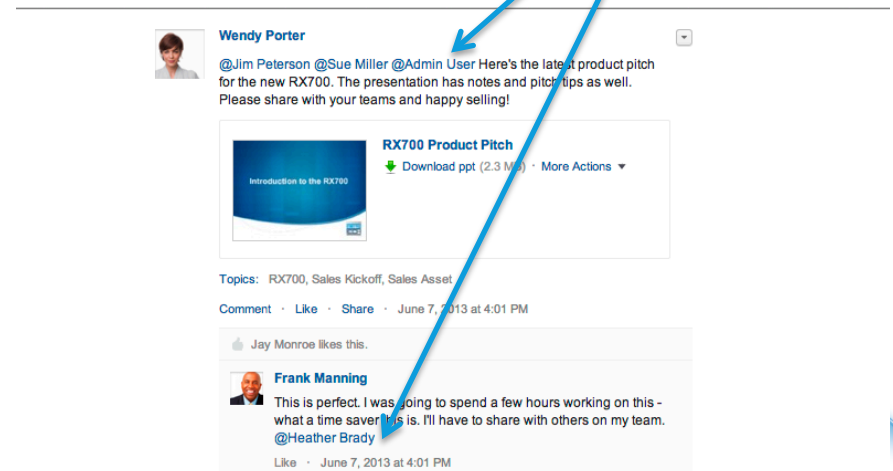 Wendy Porter
@Jim Peterson @Sue Miller @Admin User Here's the latest product pitch
for the new RX700. The presentation has notes and pitch tips as well.
Please share with your teams and happy selling!
RX700 Product Pitch
Download ppt (2.3 MB) · More Actions
Introduction to the RX700
Topics: RX700, Sales Kickoff, Sales Asset
Comment · Like · Share · June 7, 2013 at 4:01 PM
Jay Monroe likes this.
Frank Manning
This is perfect. I was going to spend a few hours working on this -
what a time saver this is. I'll have to share with others on my team.
@Heather Brady
Like · June 7, 2013 at 4:01 PM